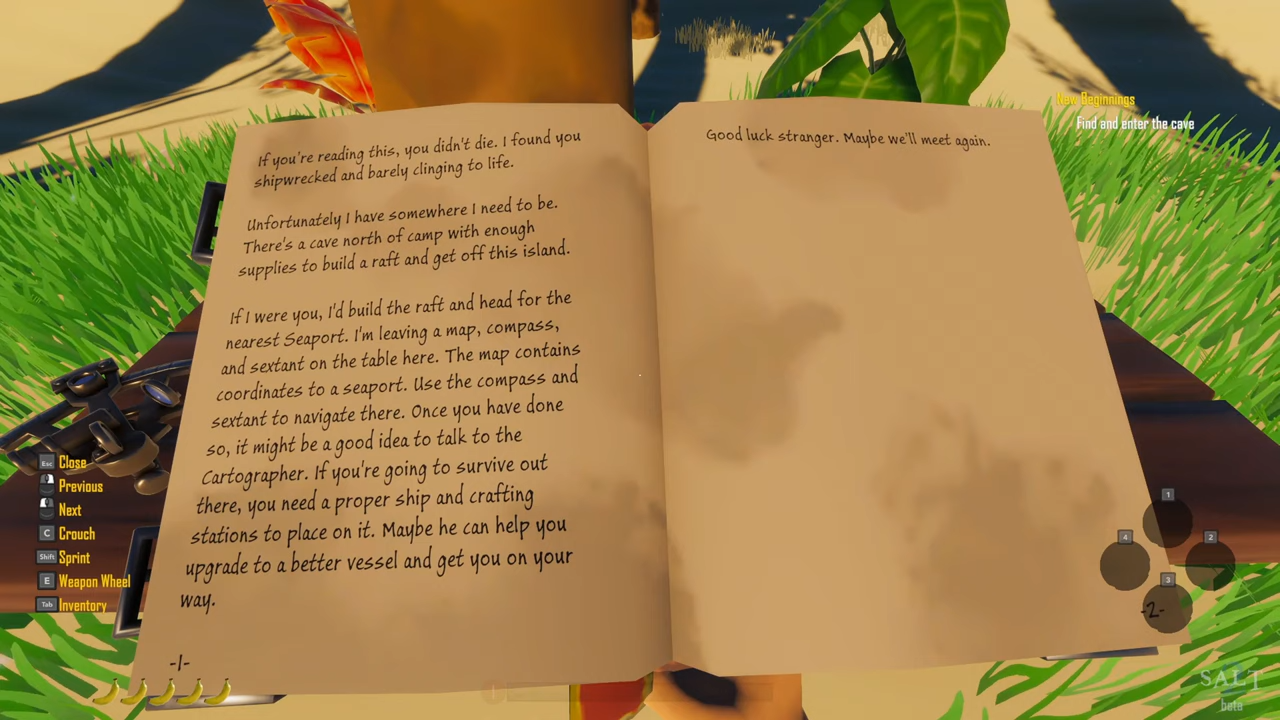 If you're reading this, you didn't die. I found you
shipwrecked and barely clinging to life.
Unfortunately I have somewhere I need to be.
There's a cave north of camp with enough
supplies to build a raft and get off this island.
If I were you, I'd build the raft and head for the
nearest Seaport. I'm leaving a map, compass,
and sextant on the table here. The map contains
coordinates to a seaport. Use the compass and
sextant to navigate there. Once you have done
so, it might be a good idea to talk to the
Cartographer. If you're going to survive out
there, you need a proper ship and crafting
stations to place on it. Maybe he can help you
upgrade to a better vessel and get you on your
way.
-1-
Good luck stranger. Maybe we'll meet again.
-2-
New Beginnings
Find and enter the cave
Esc Close
Previous
Next
C Crouch
Shift Sprint
E Weapon Wheel
Tab Inventory
1
4
2
3
SALT
beta